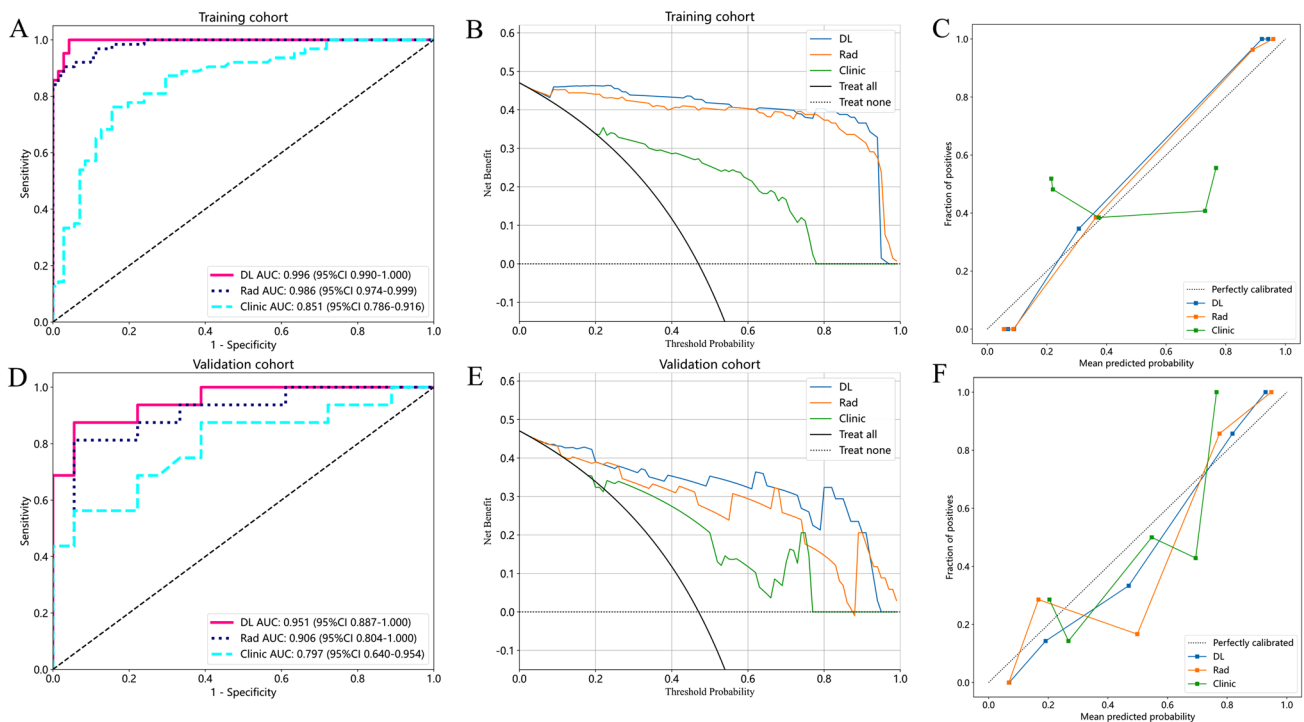 A
Training cohort
Sensitivity
1.0
0.8
0.6
0.4
0.2
0.0
DL AUC: 0.996 (95%CI 0.990-1.000)
Rad AUC: 0.986 (95%CI 0.974-0.999)
Clinic AUC: 0.851 (95%CI 0.786-0.916)
0.0 0.2 0.4 0.6 0.8 1.0
1 - Specificity
B
Training cohort
Net Benefit
0.6
0.5
0.4
0.3
0.2
0.1
0.0
-0.1
DL
Rad
Clinic
Treat all
Treat none
0.0 0.2 0.4 0.6 0.8 1.0
Threshold Probability
C
Fraction of positives
1.0
0.8
0.6
0.4
0.2
0.0
Perfectly calibrated
DL
Rad
Clinic
0.0 0.2 0.4 0.6 0.8 1.0
Mean predicted probability
D
Validation cohort
Sensitivity
1.0
0.8
0.6
0.4
0.2
0.0
DL AUC: 0.951 (95%CI 0.887-1.000)
Rad AUC: 0.906 (95%CI 0.804-1.000)
Clinic AUC: 0.797 (95%CI 0.640-0.954)
0.0 0.2 0.4 0.6 0.8 1.0
1 - Specificity
E
Validation cohort
Net Benefit
0.6
0.5
0.4
0.3
0.2
0.1
0.0
-0.1
DL
Rad
Clinic
Treat all
Treat none
0.0 0.2 0.4 0.6 0.8 1.0
Threshold Probability
F
Fraction of positives
1.0
0.8
0.6
0.4
0.2
0.0
Perfectly calibrated
DL
Rad
Clinic
0.0 0.2 0.4 0.6 0.8 1.0
Mean predicted probability